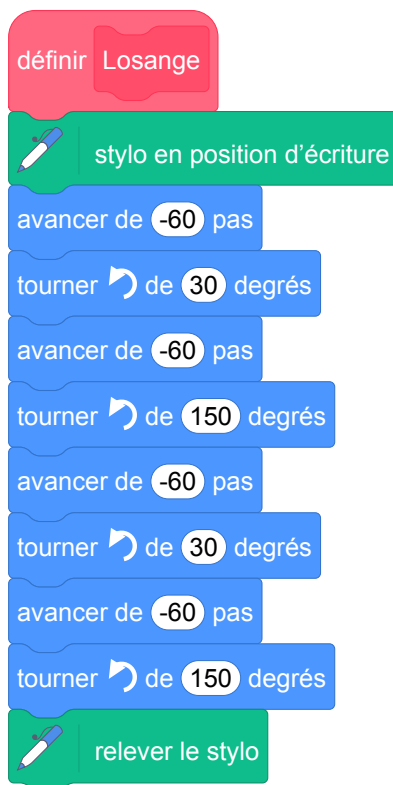 définir Losange
stylo en position d’écriture
avancer de -60 pas
tourner de 30 degrés
avancer de -60 pas
tourner de 150 degrés
avancer de -60 pas
tourner de 30 degrés
avancer de -60 pas
tourner de 150 degrés
relever le stylo